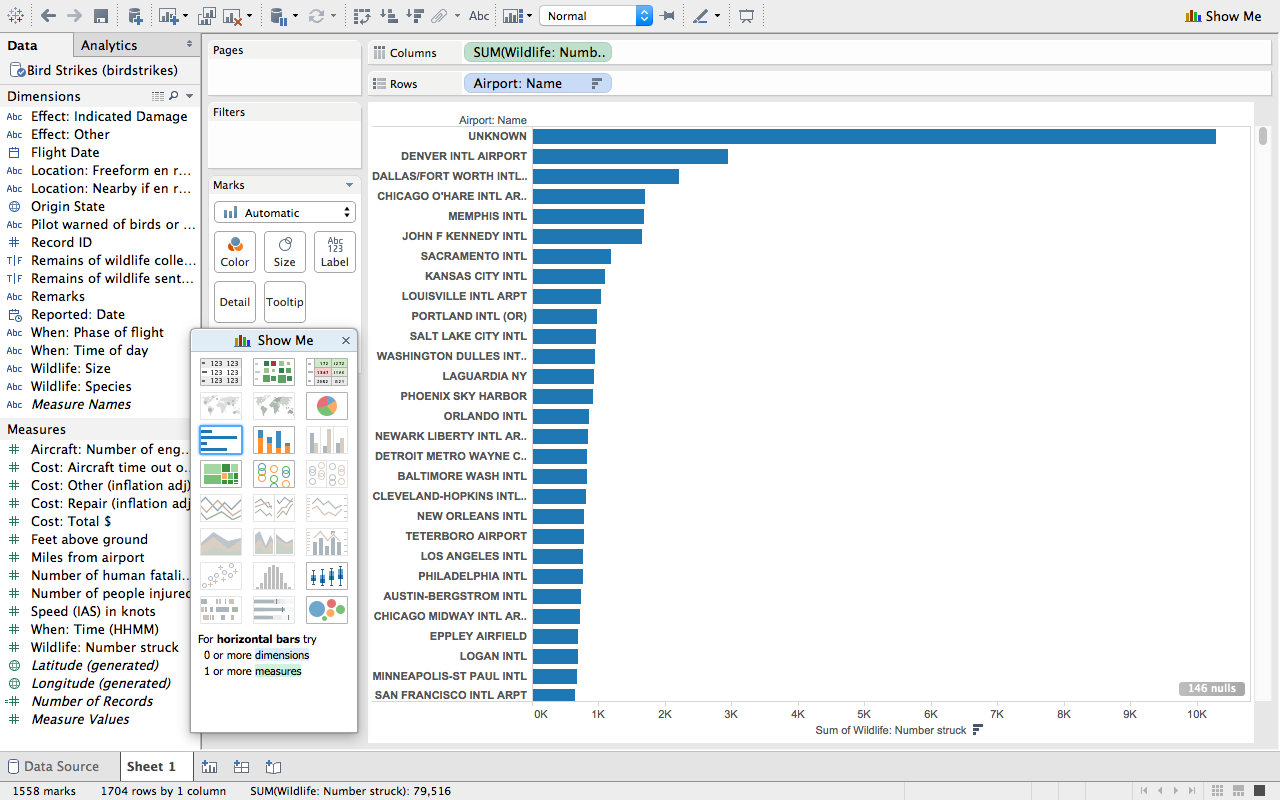 Abc
Normal
Show Me
Data
Analytics
Bird Strikes (birdstrikes)
Dimensions
Abc Effect: Indicated Damage
Abc Effect: Other
Flight Date
Abc Location: Freeform en r...
Abc Location: Nearby if en r...
Origin State
Abc Pilot warned of birds or ...
# Record ID
T|F Remains of wildlife colle...
T|F Remains of wildlife sent...
Abc Remarks
Reported: Date
Abc When: Phase of flight
Abc When: Time of day
Abc Wildlife: Size
Abc Wildlife: Species
Abc Measure Names
Measures
# Aircraft: Number of eng...
# Cost: Aircraft time out o...
# Cost: Other (inflation adj)
# Cost: Repair (inflation adj
# Cost: Total $
# Feet above ground
# Miles from airport
# Number of human fatali...
# Number of people injured
# Speed (IAS) in knots
# When: Time (HHMM)
# Wildlife: Number struck
Latitude (generated)
Longitude (generated)
=# Number of Records
# Measure Values
Pages
Filters
Marks
Automatic
Color
Size
Abc
123
Label
Detail
Tooltip
Show Me
×
123 123
123 123
123 123
For horizontal bars try
0 or more dimensions
1 or more measures
Columns
SUM(Wildlife: Numb..
Rows
Airport: Name
Airport: Name
UNKNOWN
DENVER INTL AIRPORT
DALLAS/FORT WORTH INTL..
CHICAGO O'HARE INTL AR..
MEMPHIS INTL
JOHN F KENNEDY INTL
SACRAMENTO INTL
KANSAS CITY INTL
LOUISVILLE INTL ARPT
PORTLAND INTL (OR)
SALT LAKE CITY INTL
WASHINGTON DULLES INT..
LAGUARDIA NY
PHOENIX SKY HARBOR
ORLANDO INTL
NEWARK LIBERTY INTL AR..
DETROIT METRO WAYNE C..
BALTIMORE WASH INTL
CLEVELAND-HOPKINS INTL..
NEW ORLEANS INTL
TETERBORO AIRPORT
LOS ANGELES INTL
PHILADELPHIA INTL
AUSTIN-BERGSTROM INTL
CHICAGO MIDWAY INTL AR..
EPPLEY AIRFIELD
LOGAN INTL
MINNEAPOLIS-ST PAUL INTL
SAN FRANCISCO INTL ARPT
146 nulls
0K 1K 2K 3K 4K 5K 6K 7K 8K 9K 10K
Sum of Wildlife: Number struck
Data Source
Sheet 1
1558 marks
1704 rows by 1 column
SUM(Wildlife: Number struck): 79,516